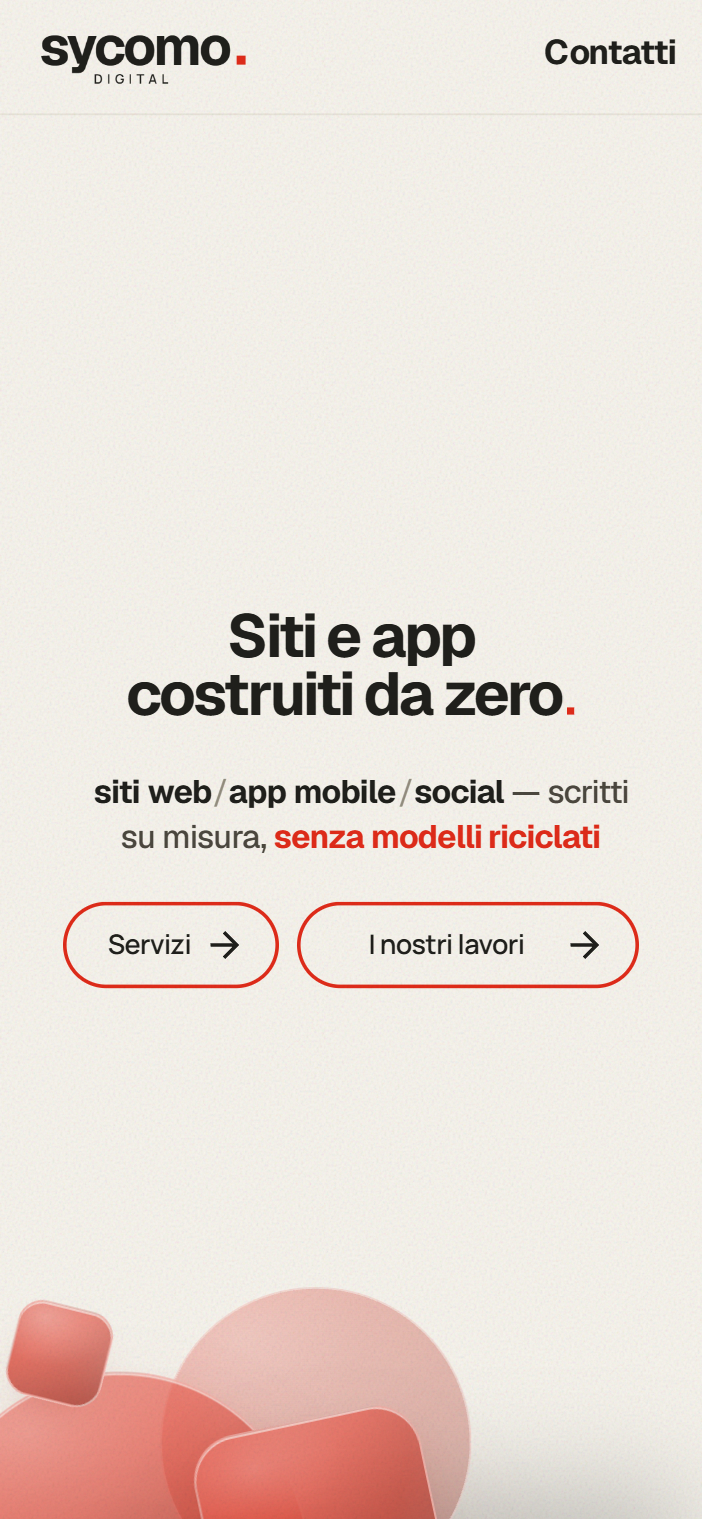 sycomo.
DIGITAL
Contatti
Siti e app
costruiti da zero.
siti web/app mobile/social — scritti
su misura, senza modelli riciclati
Servizi →
I nostri lavori →